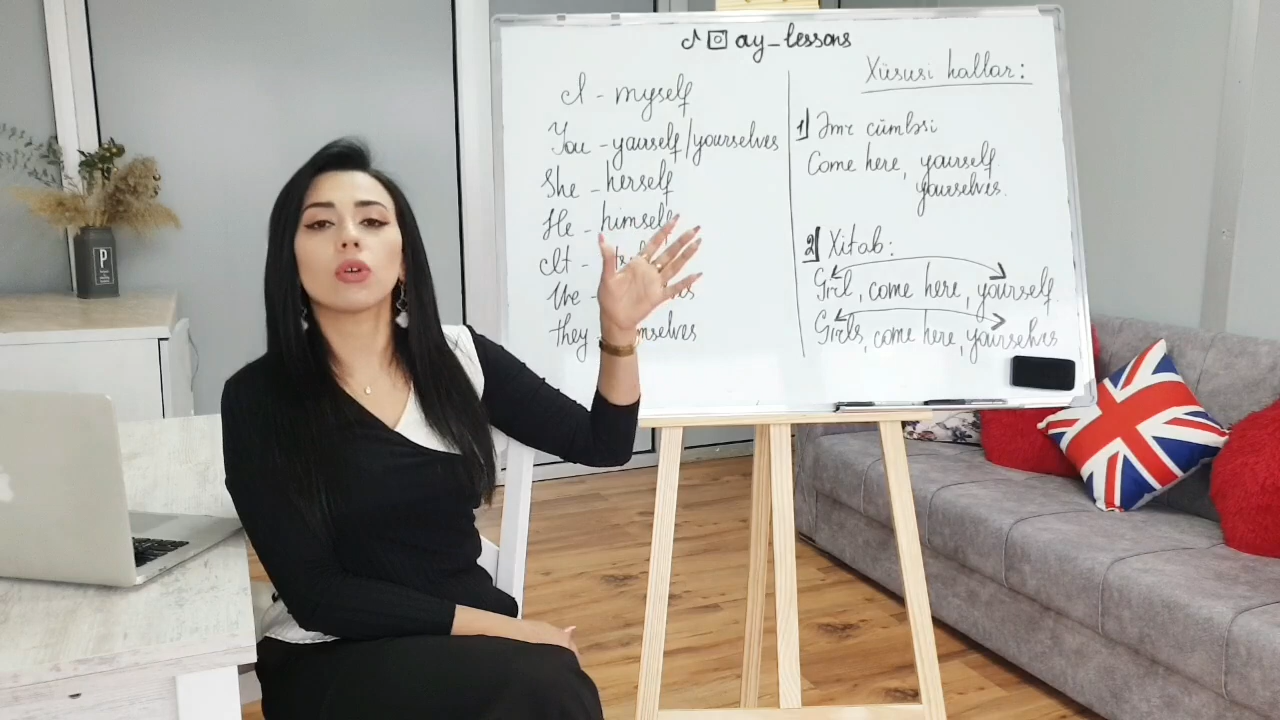 ay_lessons
I - myself
You - yourself/yourselves
She - herself
He - himself
It -
We -
they
Xüsusi hallar:
1) Əmr cümləsi
Come here, yourself
yourselves.
2) Xitab:
Girl, come here, yourself.
Girls, come here, yourselves
P